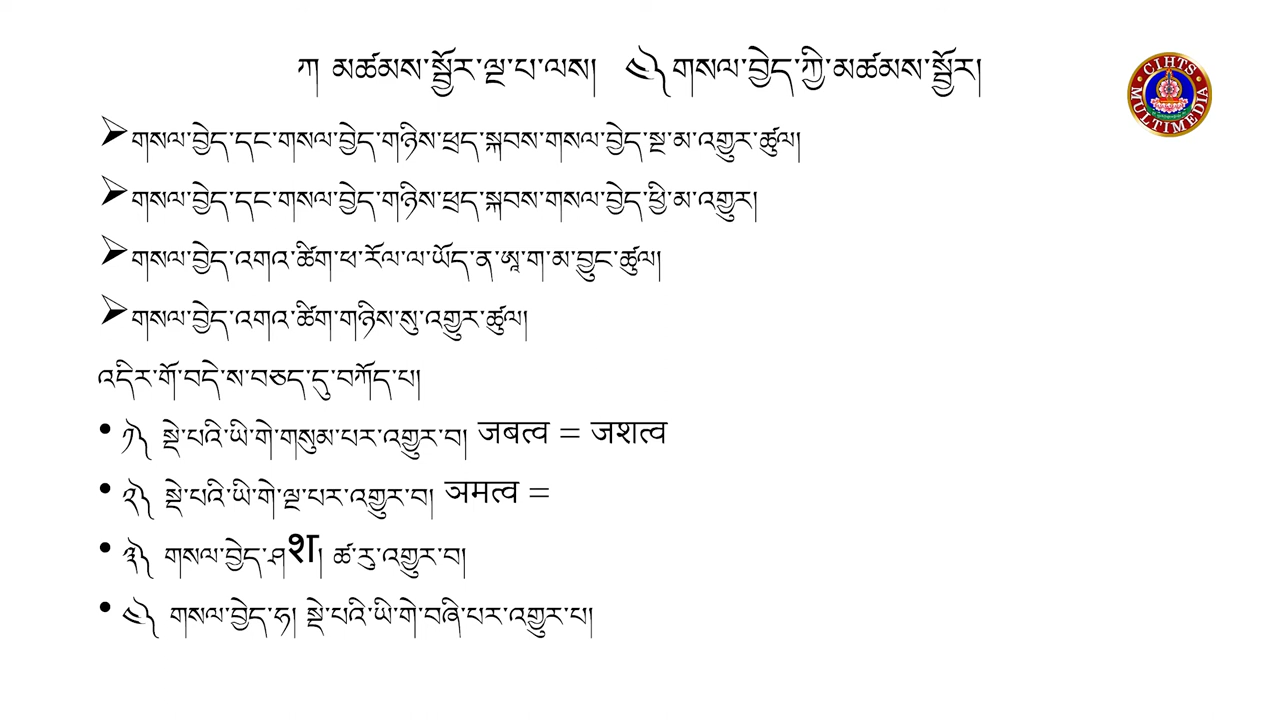 ཀ། མཚམས་སྦྱོར་ལྔ་པ་ལས། ༤༽ གསལ་བྱེད་ཀྱི་མཚམས་སྦྱོར།
CIHTS MULTIMEDIA
➢གསལ་བྱེད་དང་གསལ་བྱེད་གཉིས་ཕྲད་སྐབས་གསལ་བྱེད་སྔ་མ་འགྱུར་ཚུལ།
➢གསལ་བྱེད་དང་གསལ་བྱེད་གཉིས་ཕྲད་སྐབས་གསལ་བྱེད་ཕྱི་མ་འགྱུར།
➢གསལ་བྱེད་འགའ་ཚིག་ཕ་རོལ་ལ་ཡོད་ན་ཨཱ་ག་མ་བྱུང་ཚུལ།
➢གསལ་བྱེད་འགའ་ཚིག་གཉིས་སུ་འགྱུར་ཚུལ།
འདིར་གོ་བདེ་ས་བཅད་དུ་བཀོད་པ།
• ༡༽ སྡེ་པའི་ཡི་གེ་གསུམ་པར་འགྱུར་བ། जबत्व = जशत्व
• ༢༽ སྡེ་པའི་ཡི་གེ་ལྔ་པར་འགྱུར་བ། ञमत्व =
• ༣༽ གསལ་བྱེད་ཤश། ཚ་རུ་འགྱུར་བ།
• ༤༽ གསལ་བྱེད་ཧ། སྡེ་པའི་ཡི་གེ་བཞི་པར་འགྱུར་པ།